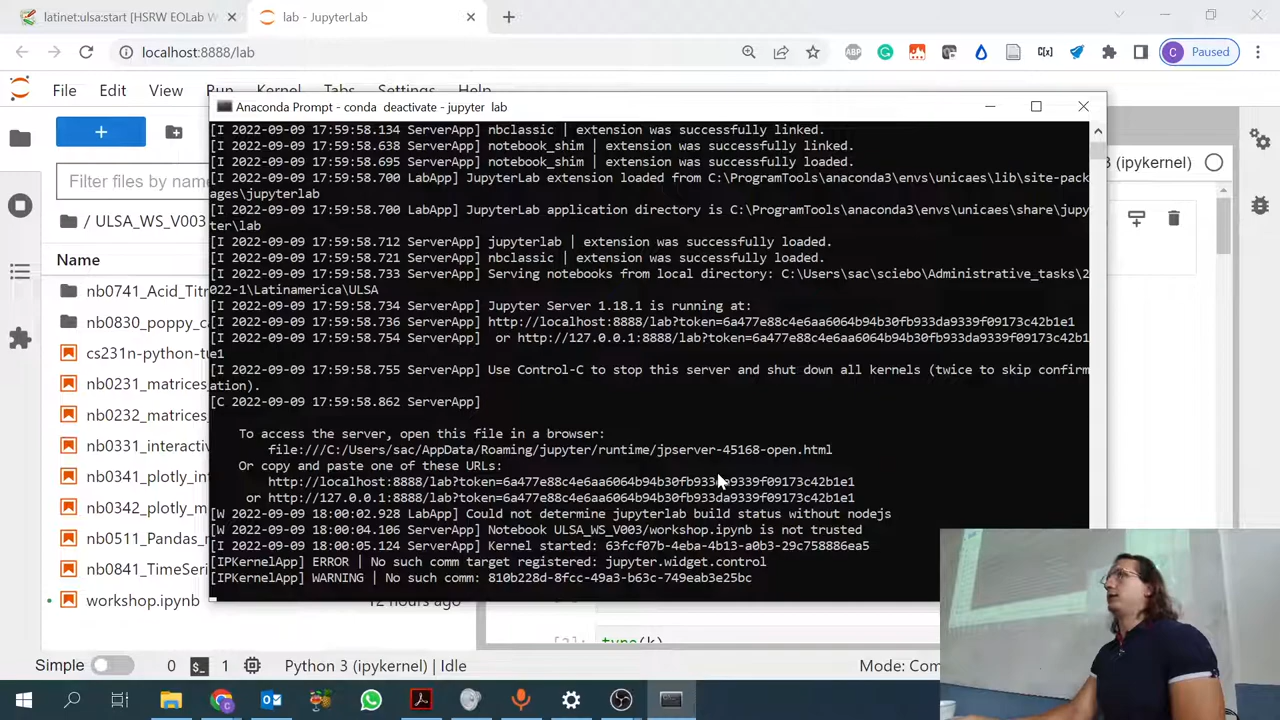 latinet:ulsa:start [HSRW EOLab W
lab - JupyterLab
localhost:8888/lab
Paused
File Edit View Run Kernel Tabs Settings
Anaconda Prompt - conda deactivate - jupyter lab
[I 2022-09-09 17:59:58.134 ServerApp] nbclassic | extension was successfully linked.
[I 2022-09-09 17:59:58.638 ServerApp] notebook_shim | extension was successfully linked.
[I 2022-09-09 17:59:58.695 ServerApp] notebook_shim | extension was successfully loaded.
[I 2022-09-09 17:59:58.700 LabApp] JupyterLab extension loaded from C:\ProgramTools\anaconda3\envs\unicaes\lib\site-pack
ages\jupyterlab
[I 2022-09-09 17:59:58.700 LabApp] JupyterLab application directory is C:\ProgramTools\anaconda3\envs\unicaes\share\jupy
ter\lab
[I 2022-09-09 17:59:58.712 ServerApp] jupyterlab | extension was successfully loaded.
[I 2022-09-09 17:59:58.721 ServerApp] nbclassic | extension was successfully loaded.
[I 2022-09-09 17:59:58.733 ServerApp] Serving notebooks from local directory: C:\Users\sac\sciebo\Administrative_tasks\2
022-1\Latinamerica\ULSA
[I 2022-09-09 17:59:58.734 ServerApp] Jupyter Server 1.18.1 is running at:
[I 2022-09-09 17:59:58.736 ServerApp] http://localhost:8888/lab?token=6a477e88c4e6aa6064b94b30fb933da9339f09173c42b1e1
[I 2022-09-09 17:59:58.754 ServerApp]  or http://127.0.0.1:8888/lab?token=6a477e88c4e6aa6064b94b30fb933da9339f09173c42b1
e1
[I 2022-09-09 17:59:58.755 ServerApp] Use Control-C to stop this server and shut down all kernels (twice to skip confirm
ation).
[C 2022-09-09 17:59:58.862 ServerApp]
To access the server, open this file in a browser:
file:///C:/Users/sac/AppData/Roaming/jupyter/runtime/jpserver-45168-open.html
Or copy and paste one of these URLs:
http://localhost:8888/lab?token=6a477e88c4e6aa6064b94b30fb933da9339f09173c42b1e1
or http://127.0.0.1:8888/lab?token=6a477e88c4e6aa6064b94b30fb933da9339f09173c42b1e1
[W 2022-09-09 18:00:02.928 LabApp] Could not determine jupyterlab build status without nodejs
[W 2022-09-09 18:00:04.106 ServerApp] Notebook ULSA_WS_V003/workshop.ipynb is not trusted
[I 2022-09-09 18:00:05.124 ServerApp] Kernel started: 63fcf07b-4eba-4b13-a0b3-29c758886ea5
[IPKernelApp] ERROR | No such comm target registered: jupyter.widget.control
[IPKernelApp] WARNING | No such comm: 810b228d-8fcc-49a3-b63c-749eab3e25bc
(ipykernel)
Filter files by name
/ ULSA_WS_V003
Name
nb0741_Acid_Titr
nb0830_poppy_ca
cs231n-python-tu
nb0231_matrices
nb0232_matrices_
nb0331_interactiv
nb0341_plotly_int
nb0342_plotly_m
nb0511_Pandas_
nb0841_TimeSeri
workshop.ipynb
12 hours ago
type(k)
Simple 0 1 Python 3 (ipykernel) | Idle
Mode: Com